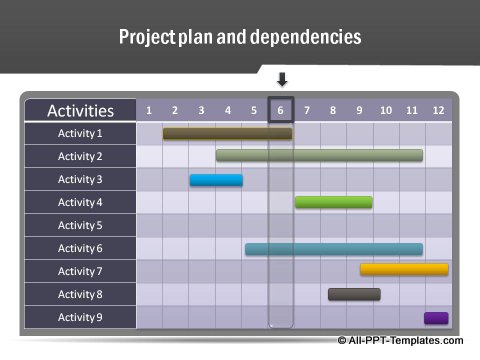 Project plan and dependencies
Activities 1 2 3 4 5 6 7 8 9 10 11 12
Activity 1
Activity 2
Activity 3
Activity 4
Activity 5
Activity 6
Activity 7
Activity 8
Activity 9
© All-PPT-Templates.com